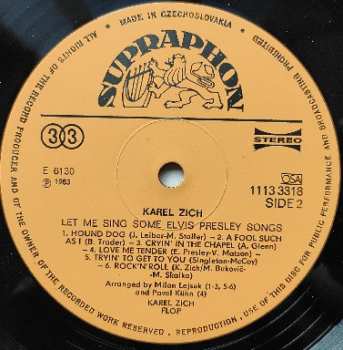 MADE IN CZECHOSLOVAKIA
ALL RIGHTS OF THE RECORD PRODUCER AND OF THE OWNER OF THE RECORDED WORK RESERVED. REPRODUCTION, USE OF THIS DISC FOR PUBLIC PERFORMANCE AND BROADCASTING PROHIBITED
SUPRAPHON
33
STEREO
E 6130
OSA
℗ 1983
1113 3318
KAREL ZICH
SIDE 2
LET ME SING SOME ELVIS PRESLEY SONGS
1. HOUND DOG (J. Leiber-M. Stoller) - 2. A FOOL SUCH
AS I (B. Trader) - 3. CRYIN' IN THE CHAPEL (A. Glenn)
- 4. LOVE ME TENDER (E. Presley-V. Matson) -
5. TRYIN' TO GET TO YOU (Singleton-McCoy)
- 6. ROCK'N'ROLL (K. Zich/M. Bukovič-
-M. Skalka)
Arranged by Milan Lejsek (1-3, 5-6)
and Pavel Kühn (4)
KAREL ZICH
FLOP